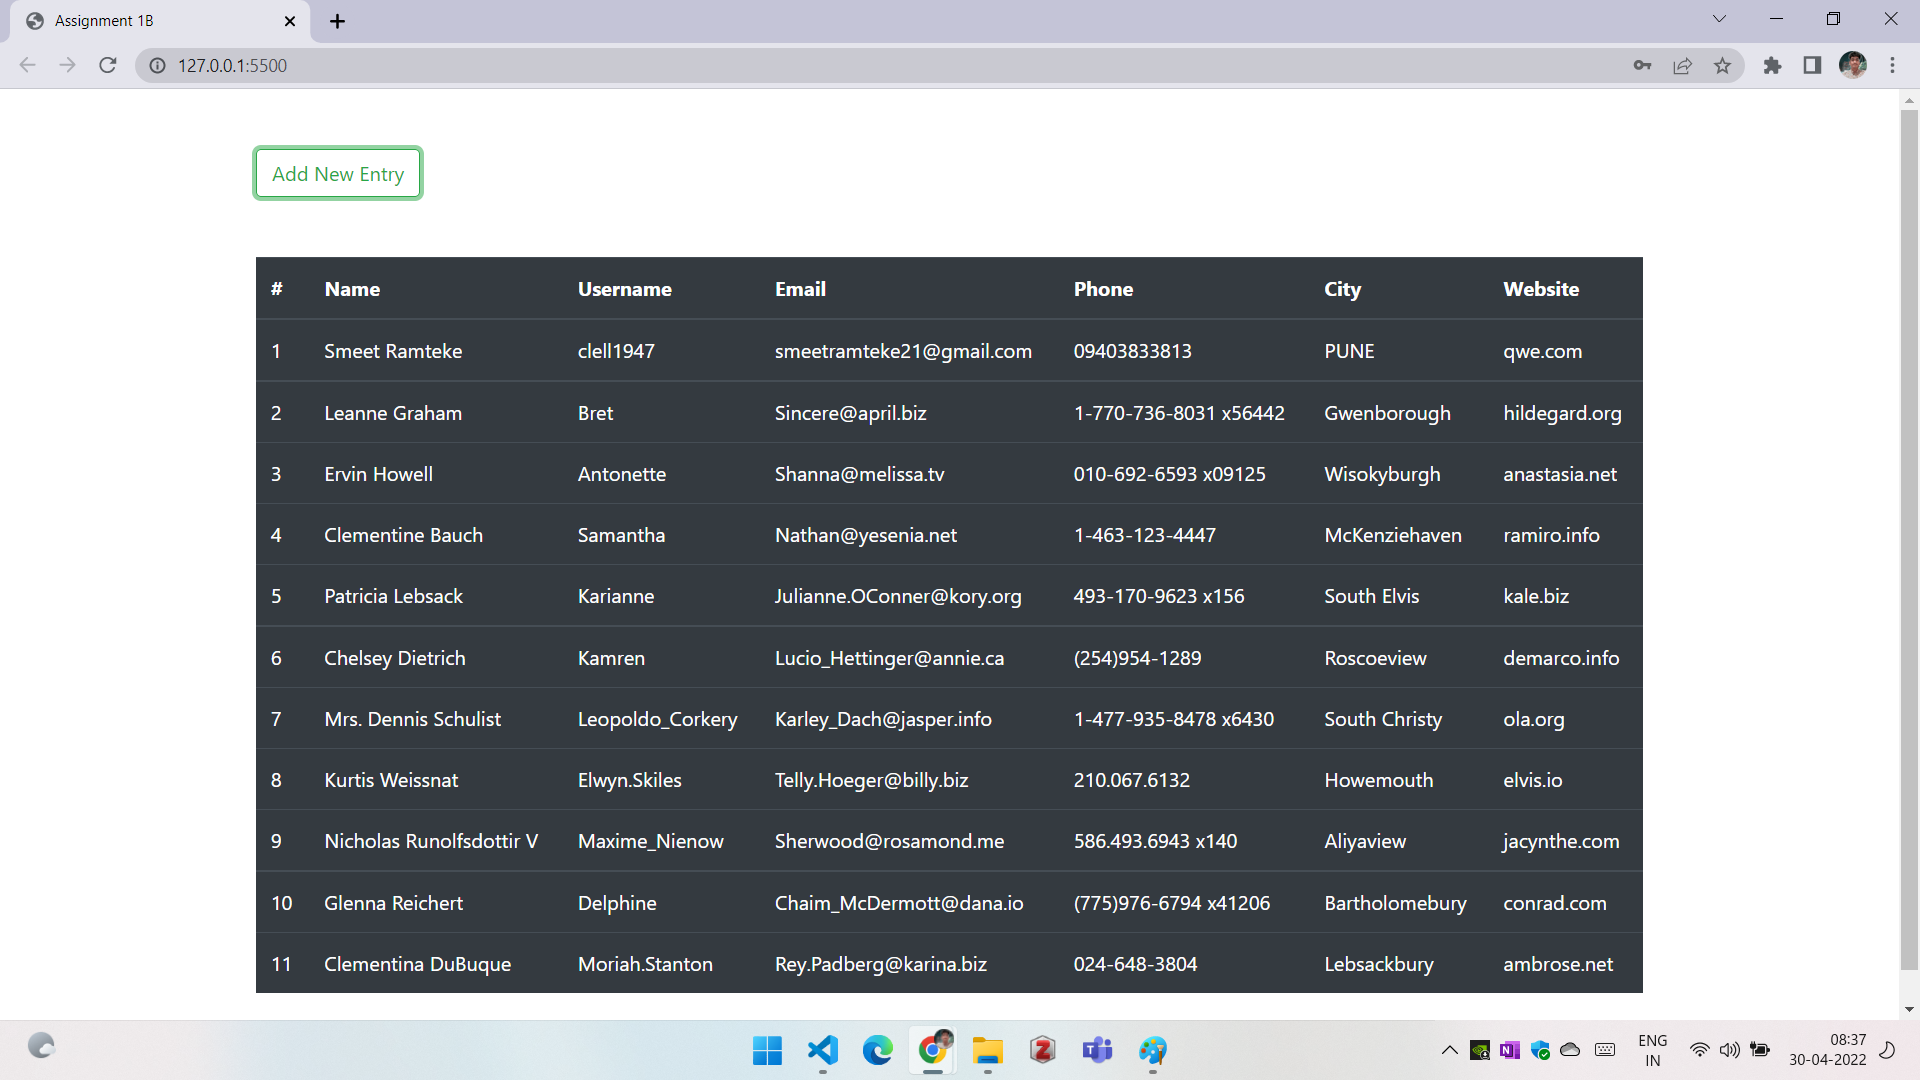 Assignment 1B
127.0.0.1:5500
Add New Entry
# Name Username Email Phone City Website
1 Smeet Ramteke clell1947 smeetramteke21@gmail.com 09403833813 PUNE qwe.com
2 Leanne Graham Bret Sincere@april.biz 1-770-736-8031 x56442 Gwenborough hildegard.org
3 Ervin Howell Antonette Shanna@melissa.tv 010-692-6593 x09125 Wisokyburgh anastasia.net
4 Clementine Bauch Samantha Nathan@yesenia.net 1-463-123-4447 McKenziehaven ramiro.info
5 Patricia Lebsack Karianne Julianne.OConner@kory.org 493-170-9623 x156 South Elvis kale.biz
6 Chelsey Dietrich Kamren Lucio_Hettinger@annie.ca (254)954-1289 Roscoeview demarco.info
7 Mrs. Dennis Schulist Leopoldo_Corkery Karley_Dach@jasper.info 1-477-935-8478 x6430 South Christy ola.org
8 Kurtis Weissnat Elwyn.Skiles Telly.Hoeger@billy.biz 210.067.6132 Howemouth elvis.io
9 Nicholas Runolfsdottir V Maxime_Nienow Sherwood@rosamond.me 586.493.6943 x140 Aliyaview jacynthe.com
10 Glenna Reichert Delphine Chaim_McDermott@dana.io (775)976-6794 x41206 Bartholomebury conrad.com
11 Clementina DuBuque Moriah.Stanton Rey.Padberg@karina.biz 024-648-3804 Lebsackbury ambrose.net
ENG 08:37
IN 30-04-2022